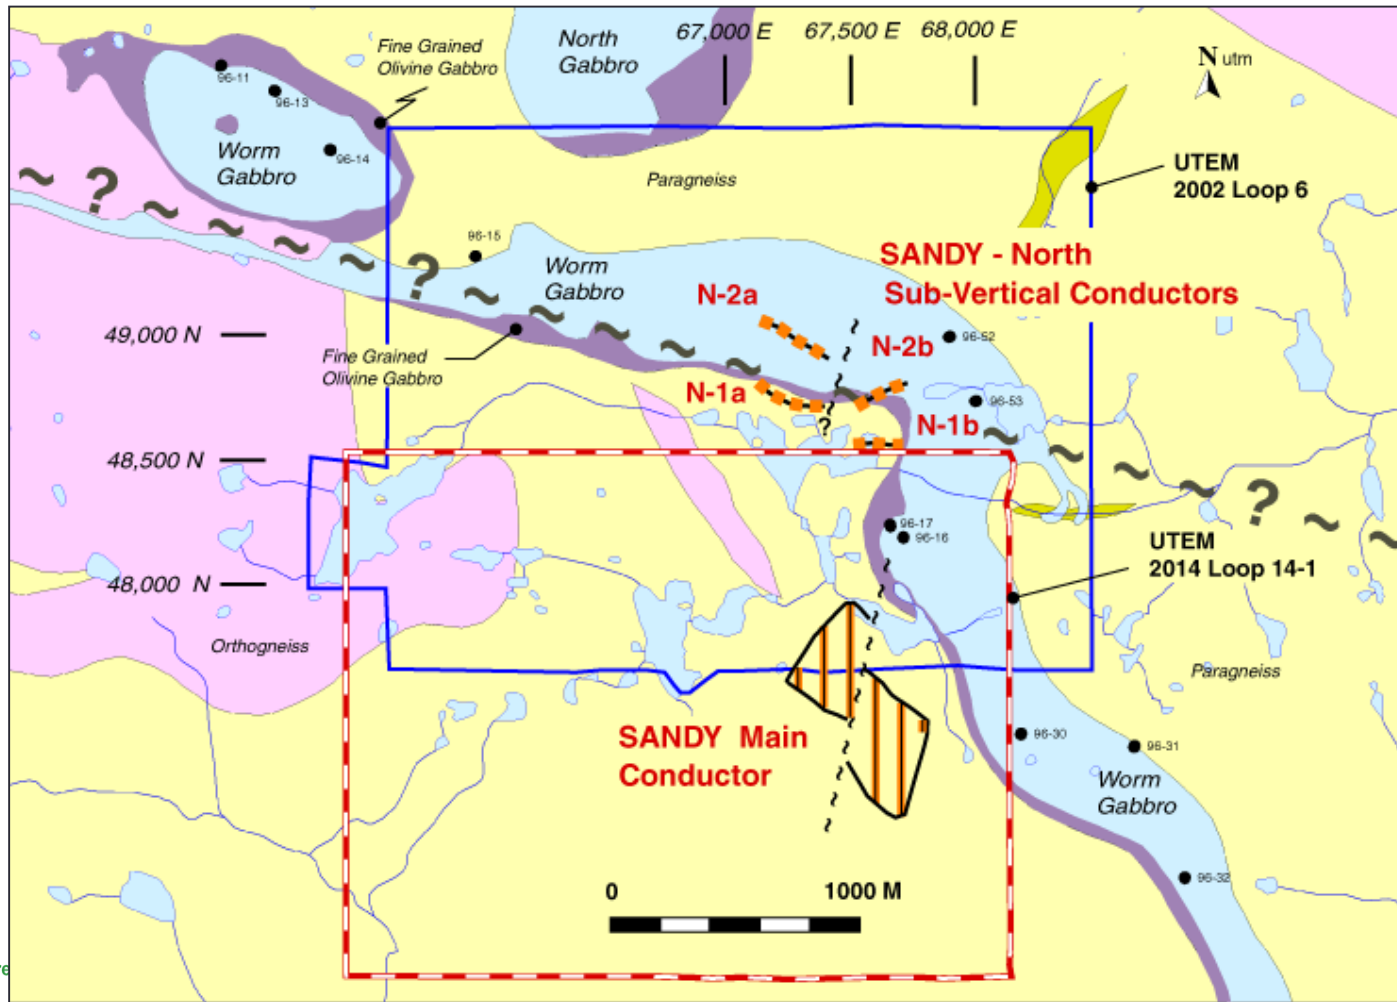 67,000 E 67,500 E 68,000 E
North
Gabbro
Fine Grained
Olivine Gabbro
N utm
96-11
96-13
96-14
Worm
Gabbro
Paragneiss
UTEM
2002 Loop 6
?
96-15
SANDY - North
Sub-Vertical Conductors
Worm
Gabbro
?
N-2a
49,000 N
N-2b
96-52
Fine Grained
Olivine Gabbro
N-1a
96-53
?
N-1b
48,500 N
?
96-17
96-16
UTEM
2014 Loop 14-1
48,000 N
Orthogneiss
Paragneiss
SANDY Main
Conductor
96-30
96-31
Worm
Gabbro
96-32
0 1000 M